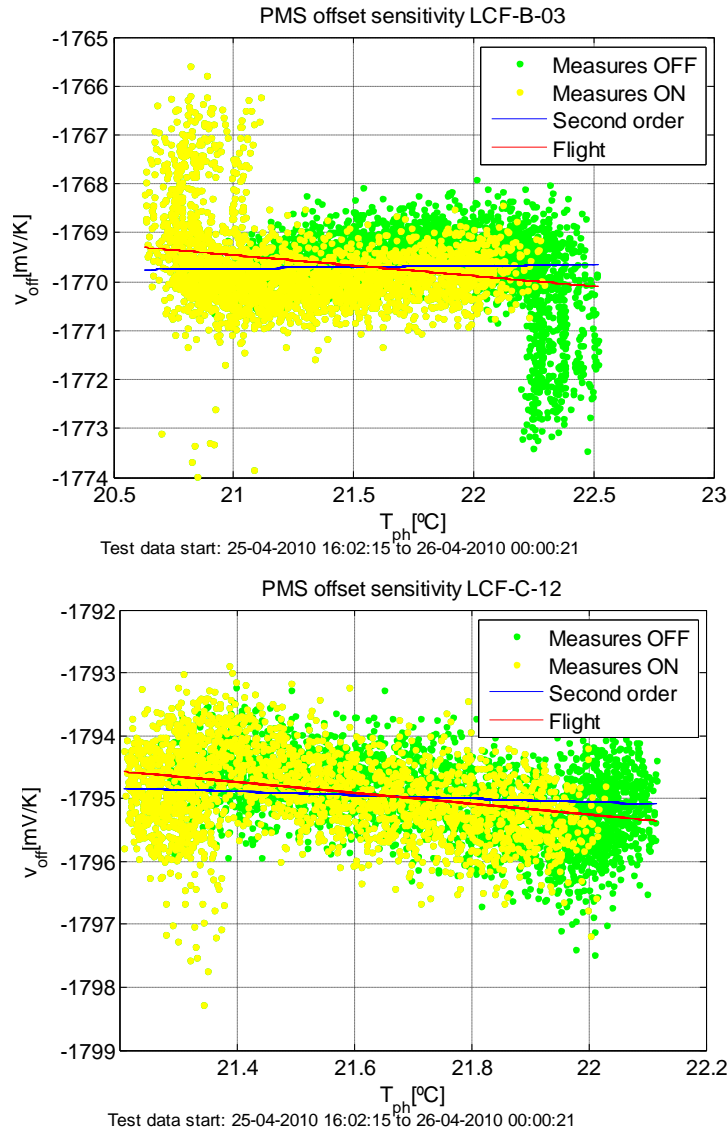 PMS offset sensitivity LCF-B-03
-1765
-1766
-1767
-1768
-1769
-1770
-1771
-1772
-1773
-1774
v_off[mV/K]
Measures OFF
Measures ON
Second order
Flight
20.5 21 21.5 22 22.5 23
T_ph[ºC]
Test data start: 25-04-2010 16:02:15 to 26-04-2010 00:00:21
PMS offset sensitivity LCF-C-12
-1792
-1793
-1794
-1795
-1796
-1797
-1798
-1799
v_off[mV/K]
Measures OFF
Measures ON
Second order
Flight
21.4 21.6 21.8 22 22.2
T_ph[ºC]
Test data start: 25-04-2010 16:02:15 to 26-04-2010 00:00:21